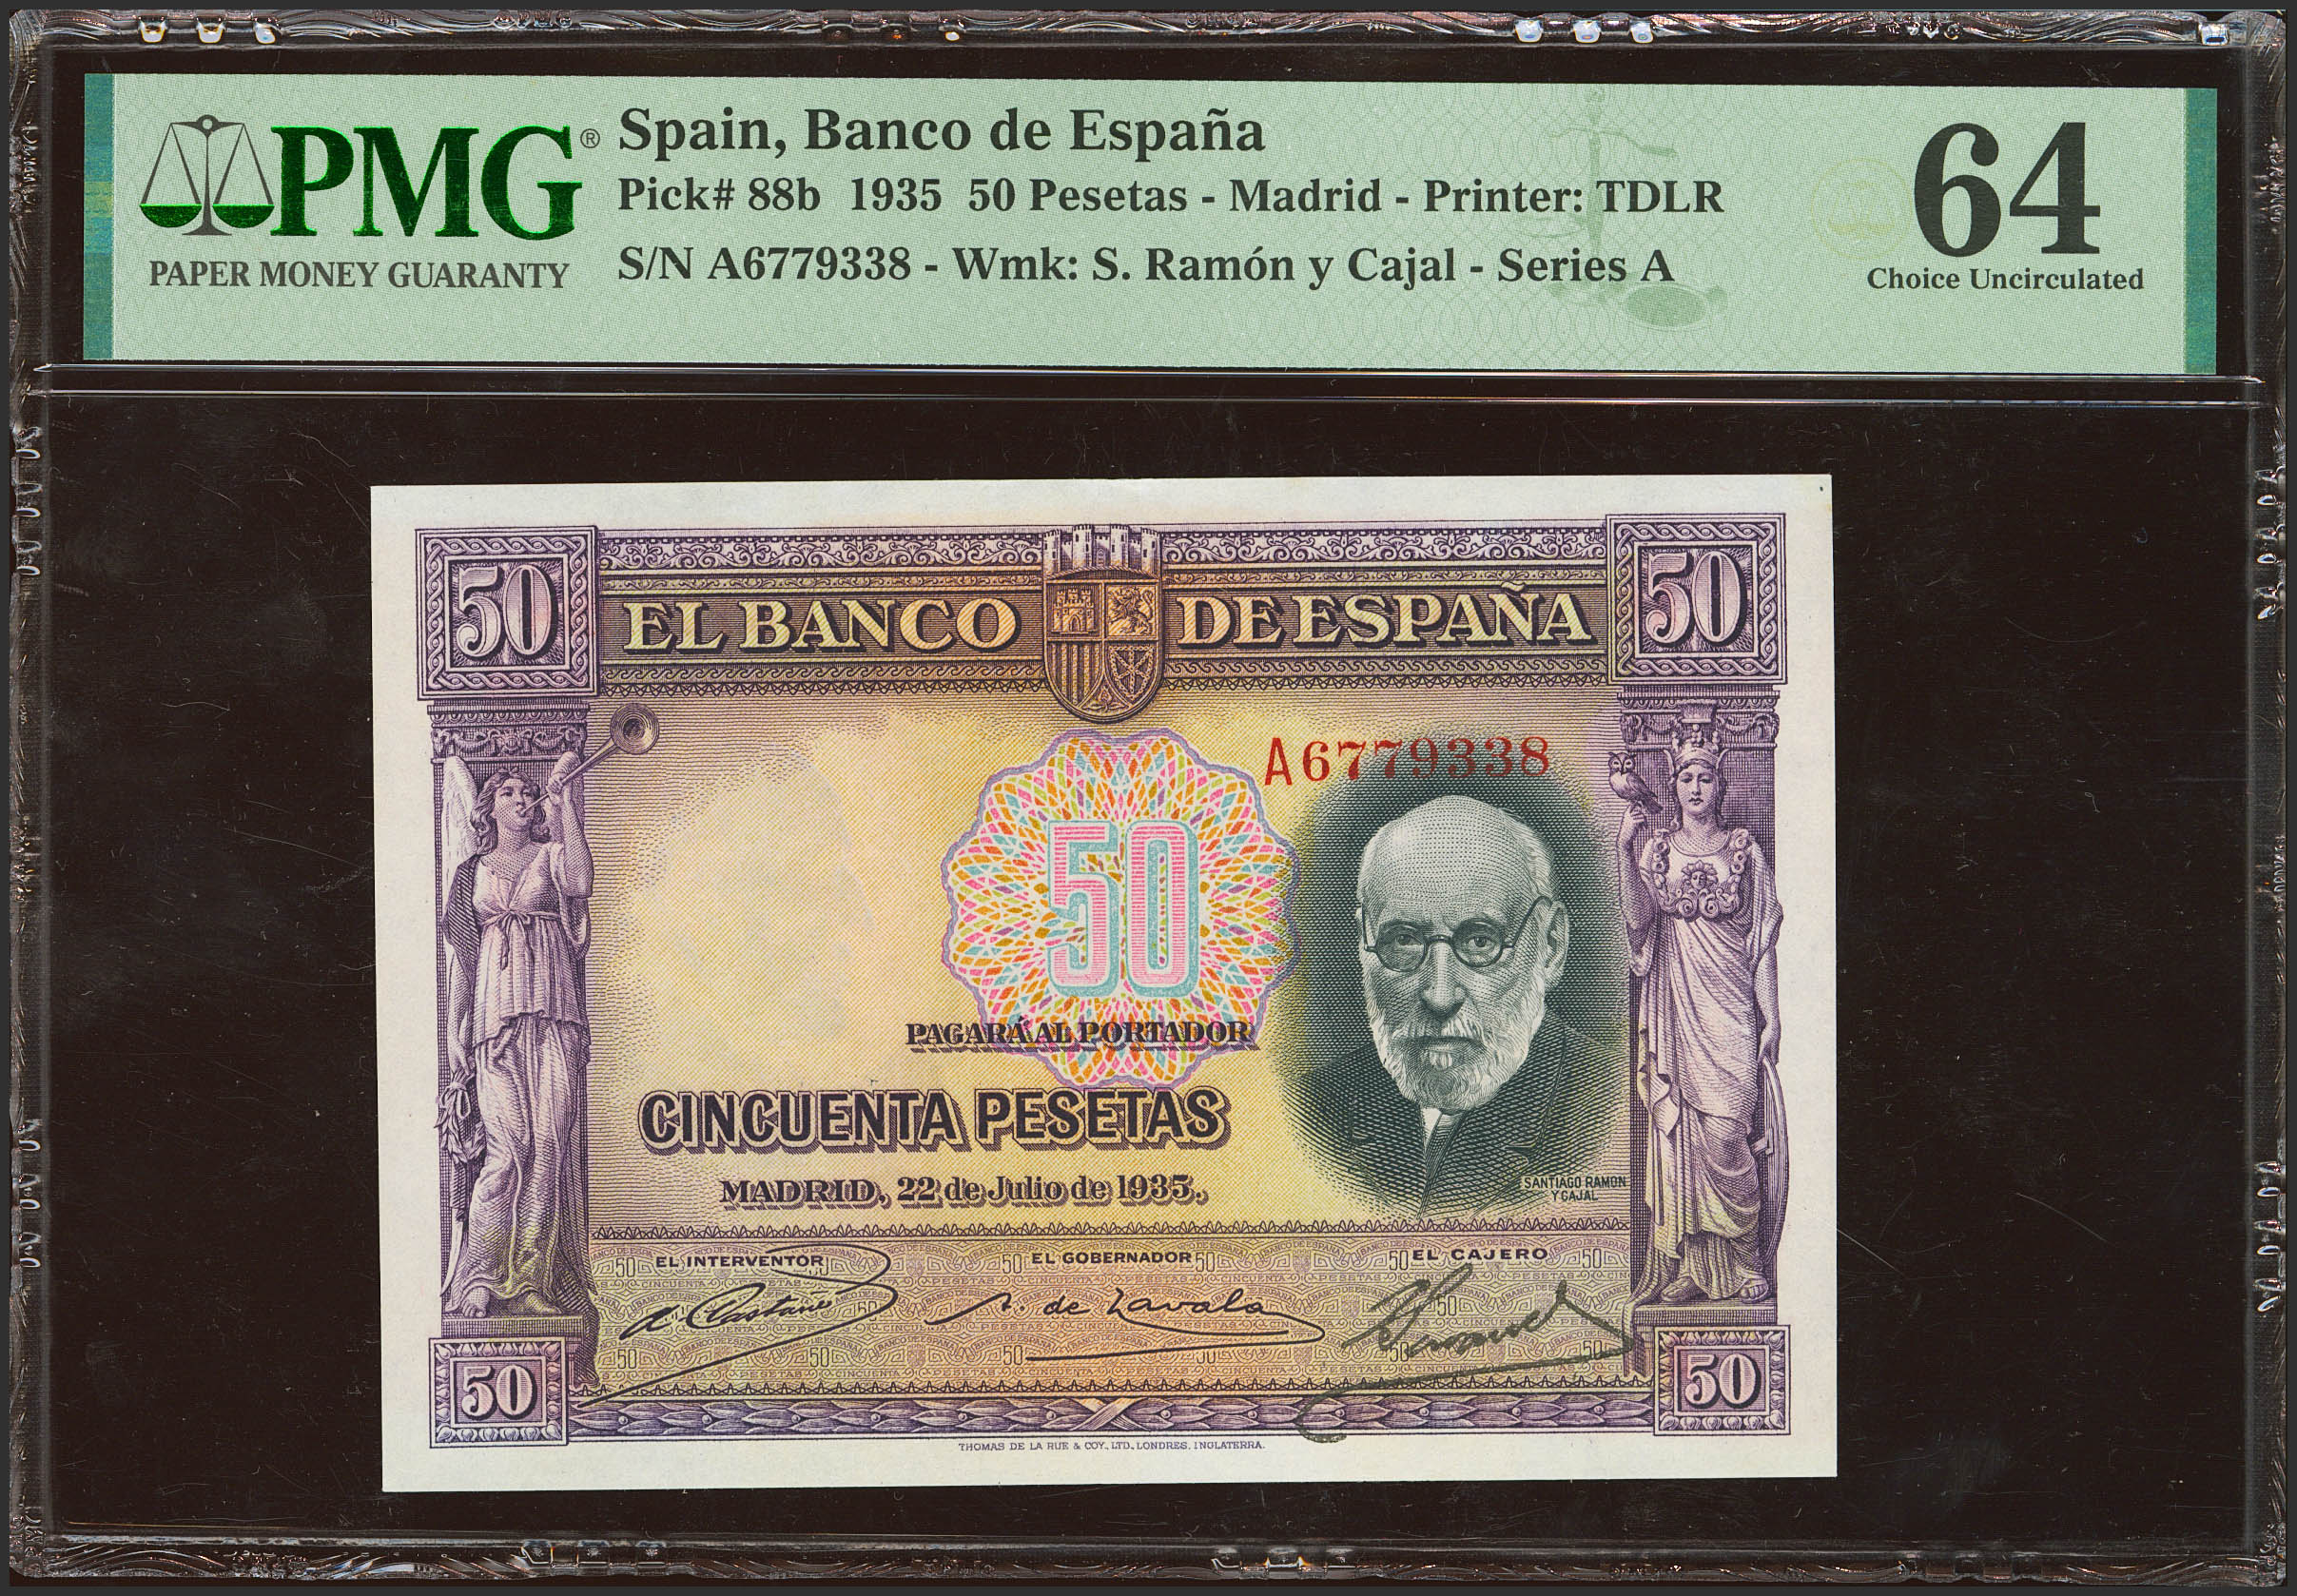 PMG®
PAPER MONEY GUARANTY
Spain, Banco de España
Pick# 88b 1935 50 Pesetas - Madrid - Printer: TDLR
S/N A6779338 - Wmk: S. Ramón y Cajal - Series A
64
Choice Uncirculated
50
EL BANCO DE ESPAÑA
50
A6779338
50
PAGARÁ AL PORTADOR
CINCUENTA PESETAS
MADRID, 22 de Julio de 1935.
SANTIAGO RAMON
Y CAJAL
EL INTERVENTOR
EL GOBERNADOR
EL CAJERO
A. de Zavala
50
50
THOMAS DE LA RUE & COY., LTD., LONDRES, INGLATERRA.